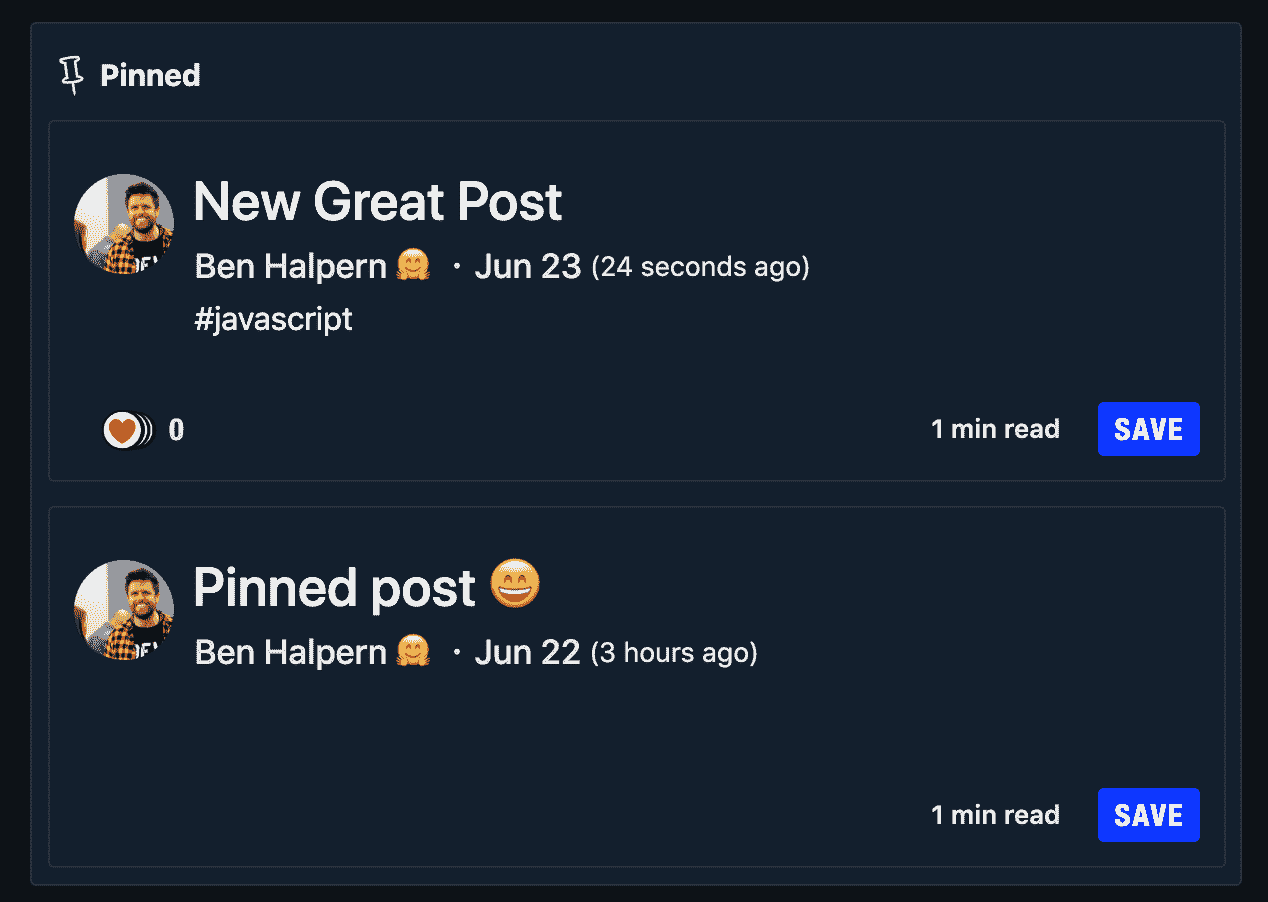 Pinned
New Great Post
Ben Halpern 🤗 · Jun 23 (24 seconds ago)
#javascript
0
1 min read
SAVE
Pinned post 😄
Ben Halpern 🤗 · Jun 22 (3 hours ago)
1 min read
SAVE